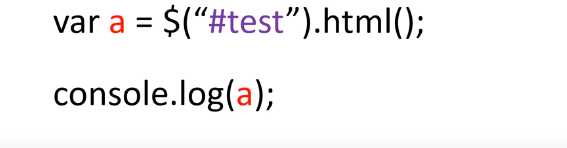 var a = $(“#test”).html();
console.log(a);